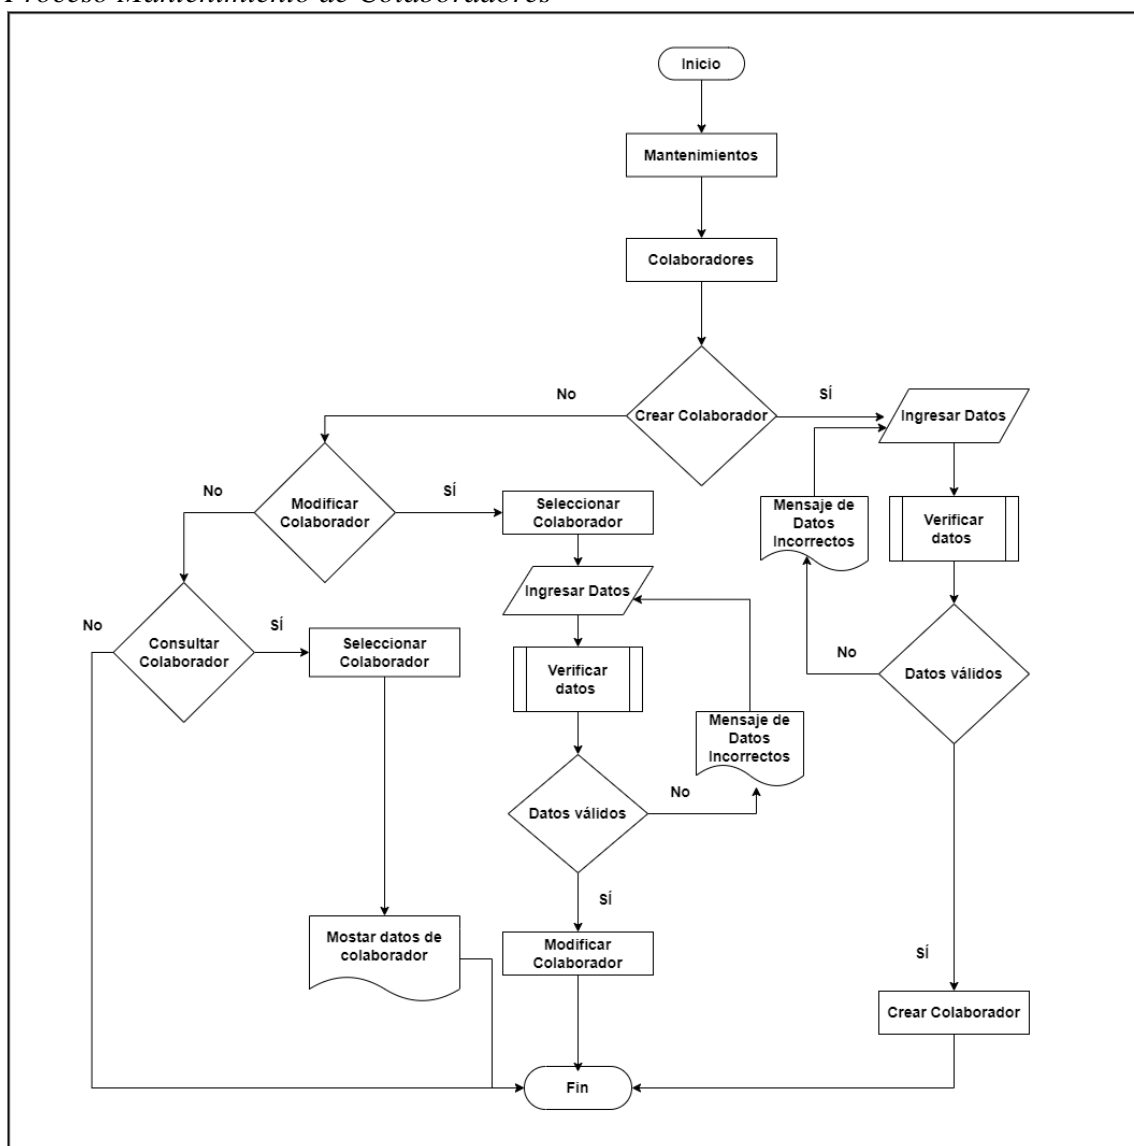 Proceso Mantenimiento de Colaboradores
Inicio
Mantenimientos
Colaboradores
Crear Colaborador
No
SÍ
Ingresar Datos
Mensaje de
Datos
Incorrectos
Verificar
datos
No
Datos válidos
SÍ
Crear Colaborador
Modificar
Colaborador
No
SÍ
Seleccionar
Colaborador
Ingresar Datos
Verificar
datos
Mensaje de
Datos
Incorrectos
No
Datos válidos
SÍ
Modificar
Colaborador
Consultar
Colaborador
No
SÍ
Seleccionar
Colaborador
Mostar datos de
colaborador
Fin